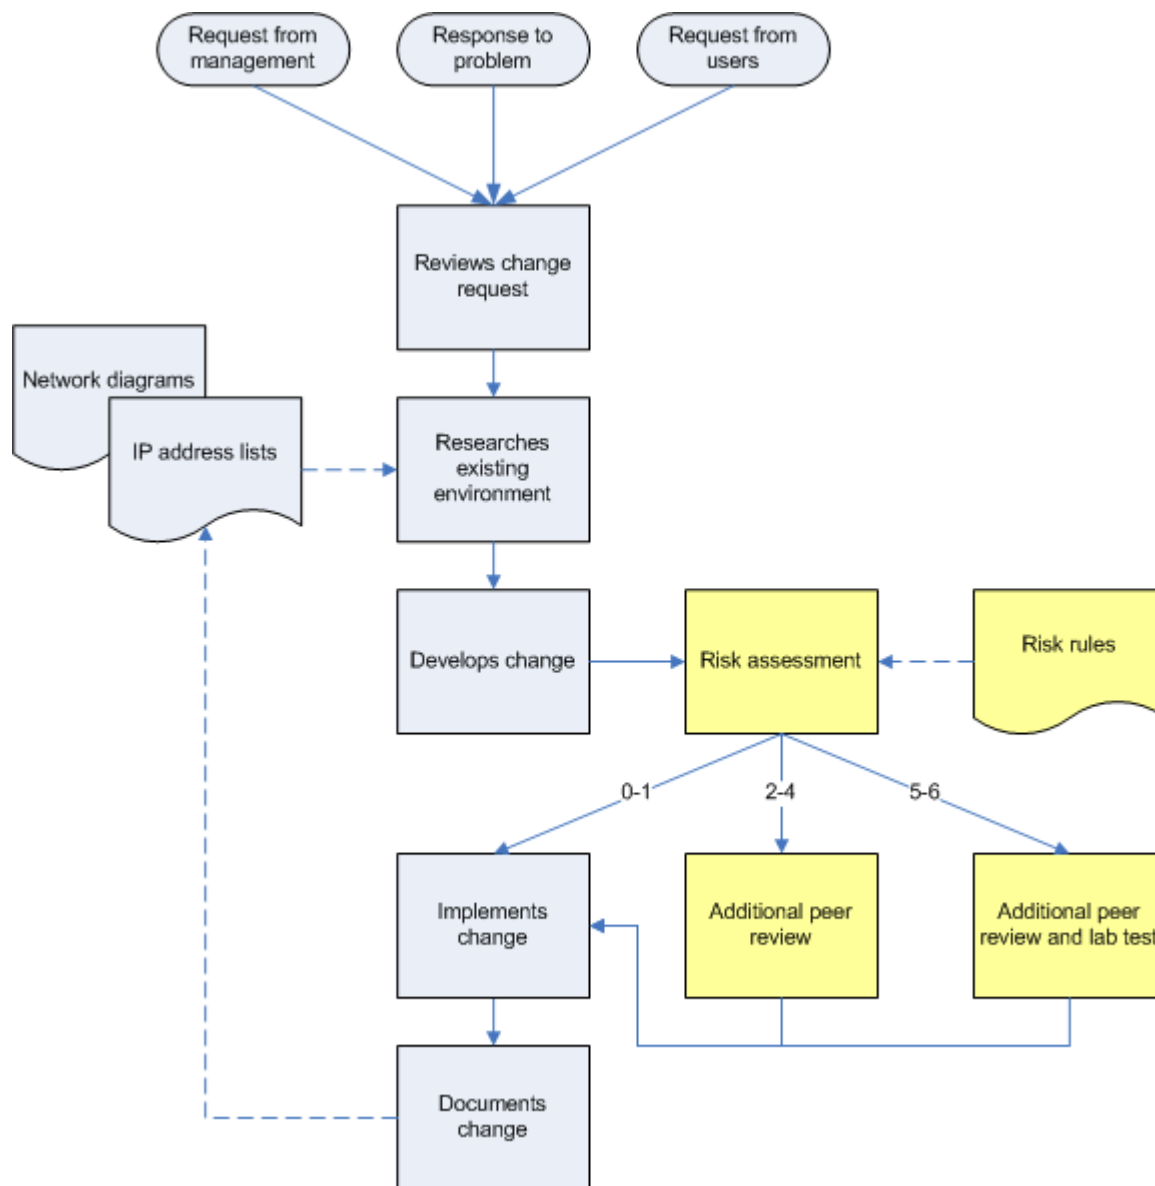 Request from
management
Response to
problem
Request from
users
Reviews change
request
Network diagrams
IP address lists
Researches
existing
environment
Develops change
Risk assessment
Risk rules
0-1
2-4
5-6
Implements
change
Additional peer
review
Additional peer
review and lab test
Documents
change